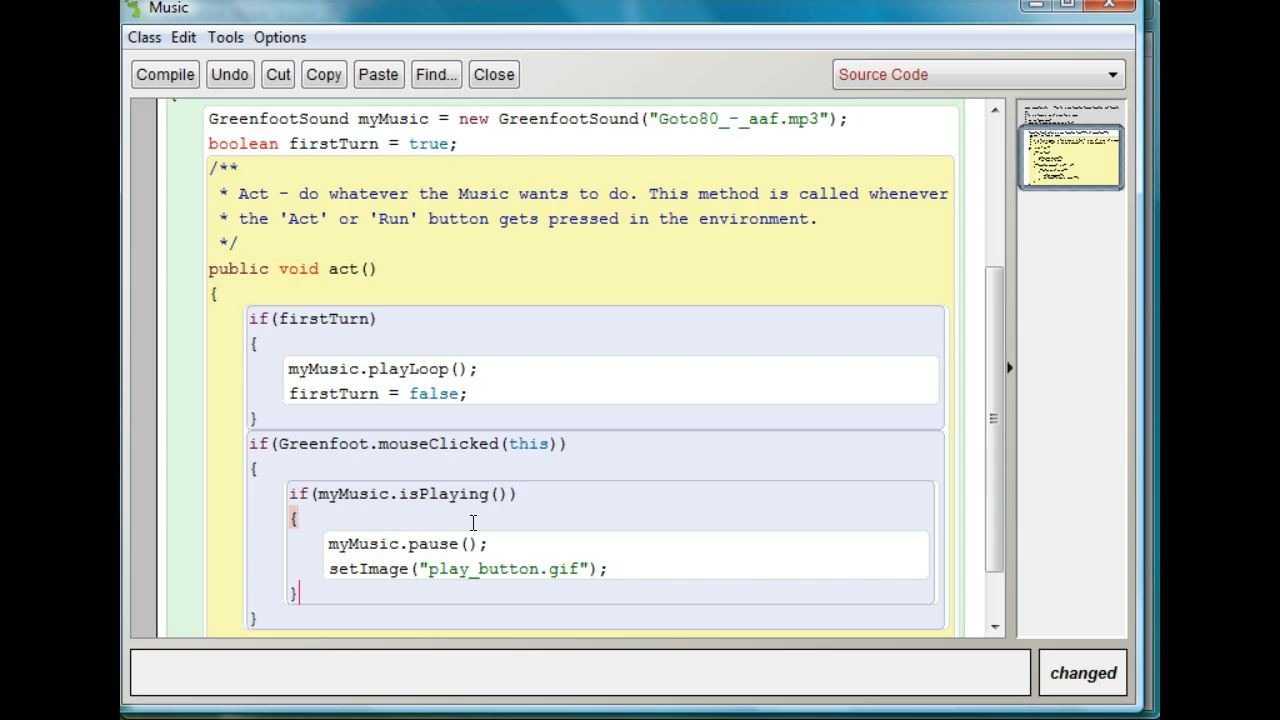 Music
Class Edit Tools Options
Compile Undo Cut Copy Paste Find... Close Source Code
{
GreenfootSound myMusic = new GreenfootSound("Goto80_-_aaf.mp3");
boolean firstTurn = true;
/**
* Act - do whatever the Music wants to do. This method is called whenever
* the 'Act' or 'Run' button gets pressed in the environment.
*/
public void act()
{
if(firstTurn)
{
myMusic.playLoop();
firstTurn = false;
}
if(Greenfoot.mouseClicked(this))
{
if(myMusic.isPlaying())
{
myMusic.pause();
setImage("play_button.gif");
}
}
changed